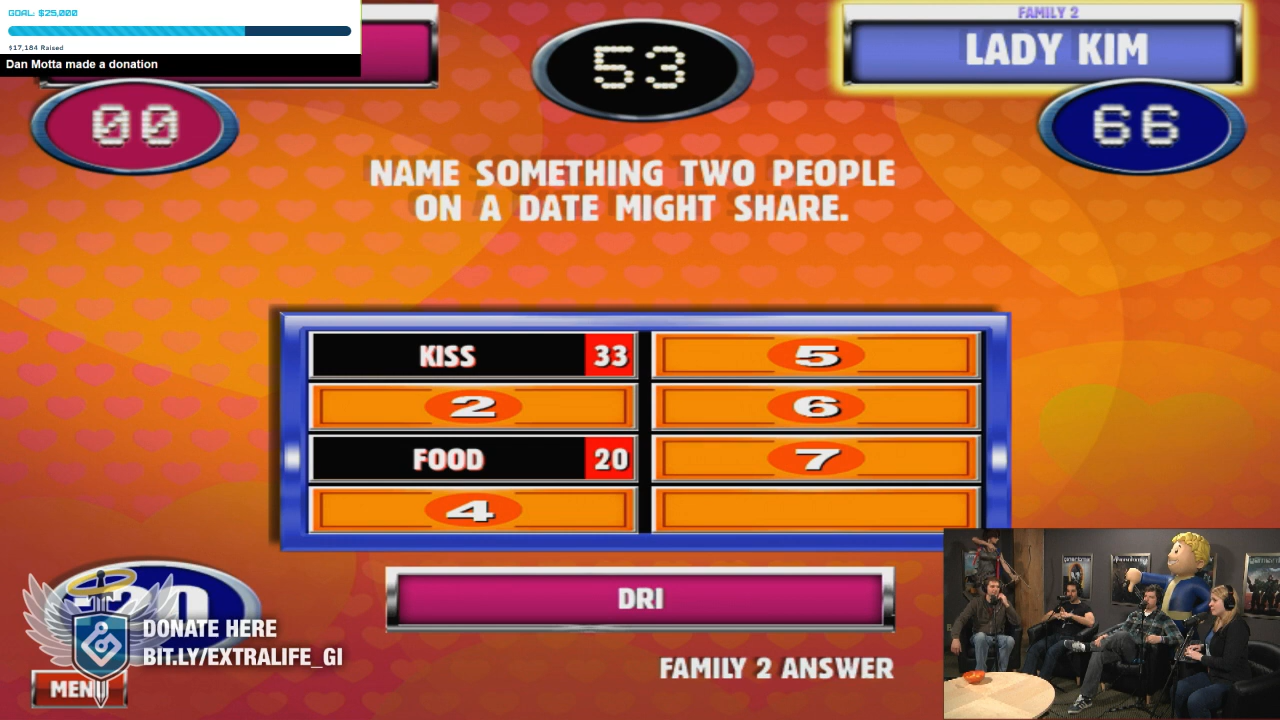 GOAL: $25,000
$17,184 Raised
Dan Motta made a donation
00
53
FAMILY 2
LADY KIM
66
NAME SOMETHING TWO PEOPLE
ON A DATE MIGHT SHARE.
KISS 33
2
FOOD 20
4
5
6
7
DRI
FAMILY 2 ANSWER
DONATE HERE
BIT.LY/EXTRALIFE_GI
MENU